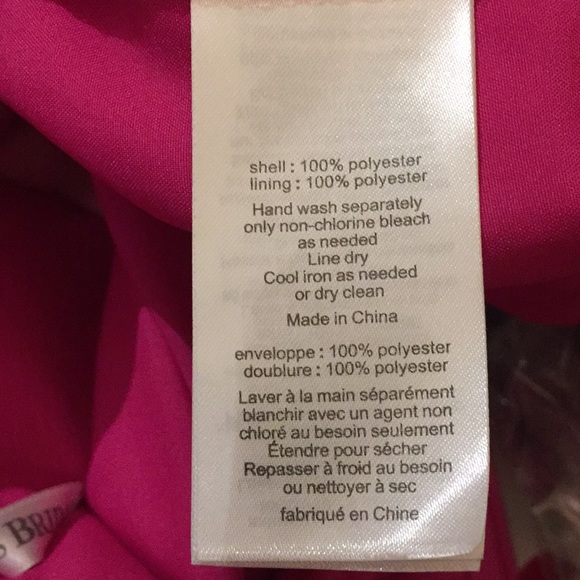 shell : 100% polyester
lining : 100% polyester
Hand wash separately
only non-chlorine bleach
as needed
Line dry
Cool iron as needed
or dry clean
Made in China
enveloppe : 100% polyester
doublure : 100% polyester
Laver à la main séparément
blanchir avec un agent non
chloré au besoin seulement
Étendre pour sécher
Repasser à froid au besoin
ou nettoyer à sec
fabriqué en Chine